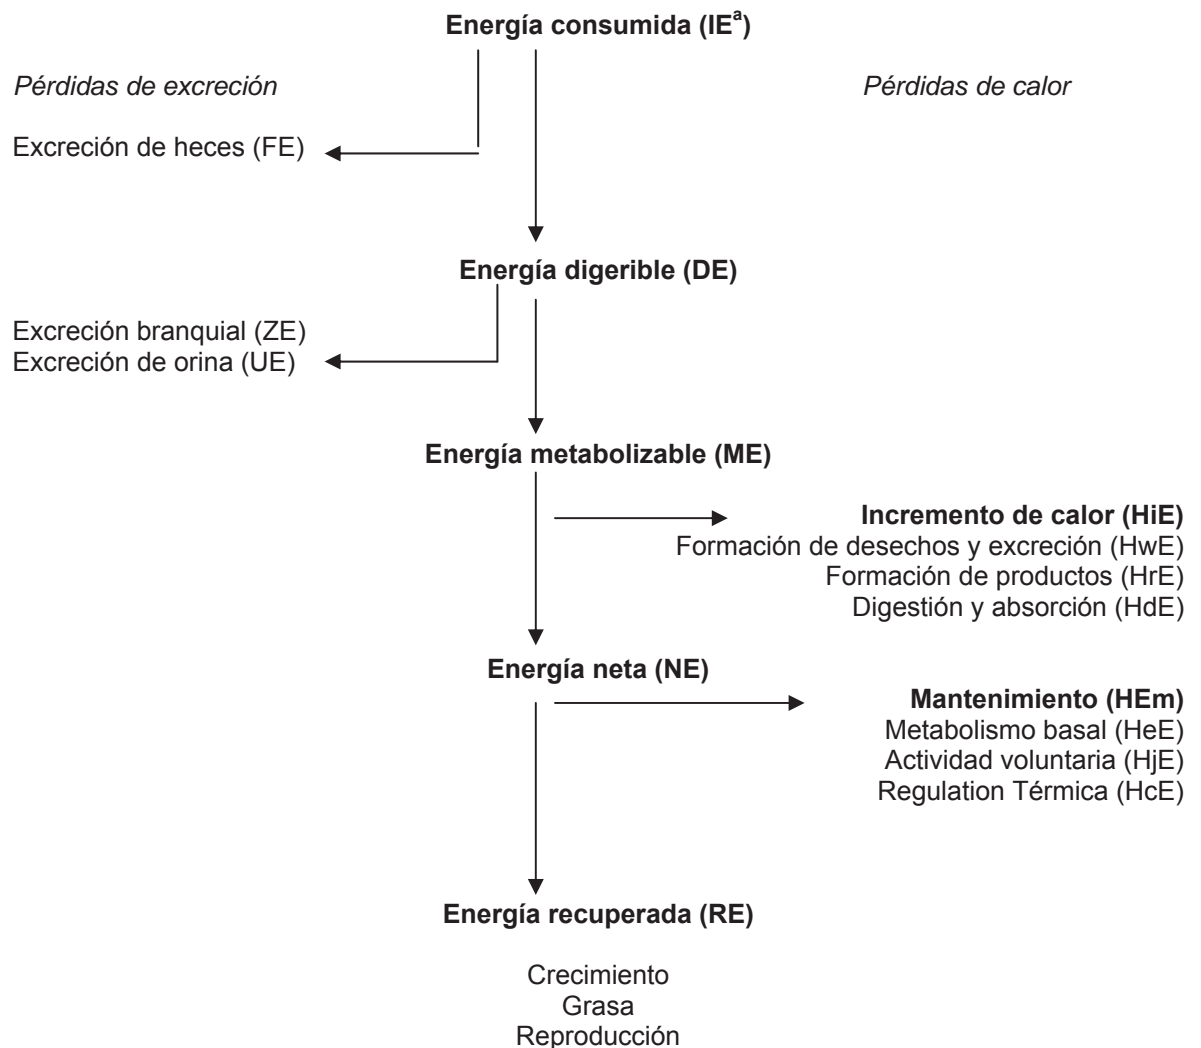 Energía consumida (IEᵃ)
Pérdidas de excreción
Pérdidas de calor
Excreción de heces (FE)
Energía digerible (DE)
Excreción branquial (ZE)
Excreción de orina (UE)
Energía metabolizable (ME)
Incremento de calor (HiE)
Formación de desechos y excreción (HwE)
Formación de productos (HrE)
Digestión y absorción (HdE)
Energía neta (NE)
Mantenimiento (HEm)
Metabolismo basal (HeE)
Actividad voluntaria (HjE)
Regulation Térmica (HcE)
Energía recuperada (RE)
Crecimiento
Grasa
Reproducción